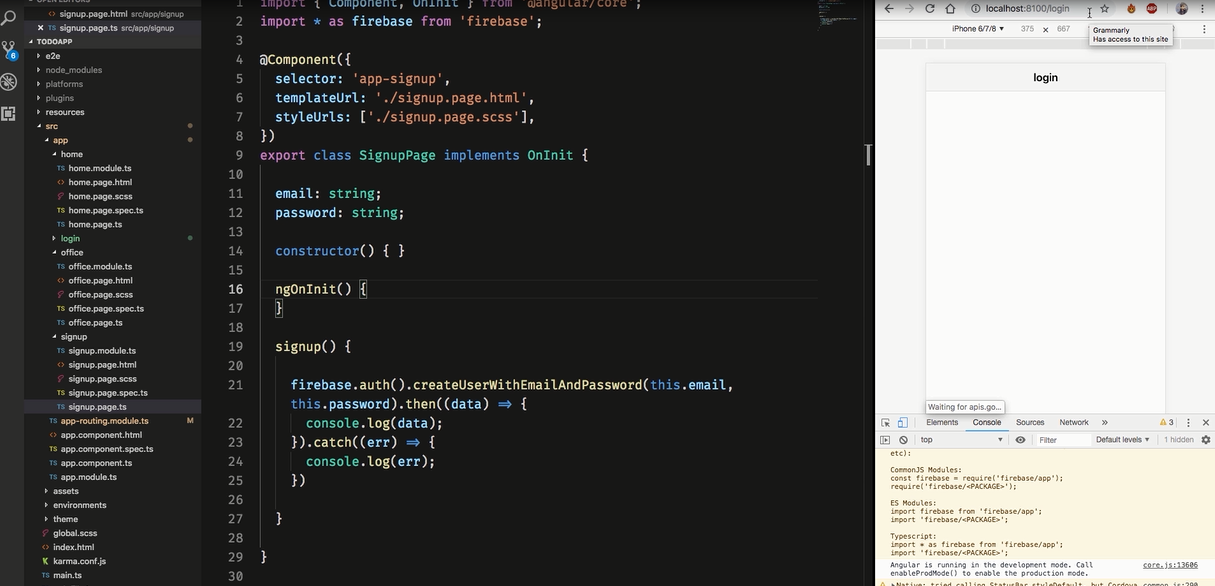 OPEN EDITORS
signup.page.html src/app/signup
signup.page.ts src/app/signup
TODOAPP
e2e
node_modules
platforms
plugins
resources
src
app
home
TS home.module.ts
home.page.html
home.page.scss
TS home.page.spec.ts
TS home.page.ts
login
office
TS office.module.ts
office.page.html
office.page.scss
TS office.page.spec.ts
TS office.page.ts
signup
TS signup.module.ts
signup.page.html
signup.page.scss
TS signup.page.spec.ts
TS signup.page.ts
TS app-routing.module.ts M
app.component.html
TS app.component.spec.ts
TS app.component.ts
TS app.module.ts
assets
environments
theme
global.scss
index.html
karma.conf.js
TS main.ts
6
1 import { Component, OnInit } from '@angular/core';
2 import * as firebase from 'firebase';
3
4 @Component({
5 selector: 'app-signup',
6 templateUrl: './signup.page.html',
7 styleUrls: ['./signup.page.scss'],
8 })
9 export class SignupPage implements OnInit {
10
11 email: string;
12 password: string;
13
14 constructor() { }
15
16 ngOnInit() {
17 }
18
19 signup() {
20
21 firebase.auth().createUserWithEmailAndPassword(this.email,
this.password).then((data) => {
22 console.log(data);
23 }).catch((err) => {
24 console.log(err);
25 })
26
27 }
28
29 }
30
localhost:8100/login
ABP
iPhone 6/7/8 ▼ 375 x 667
Grammarly
Has access to this site
login
Waiting for apis.go...
Elements Console Sources Network » 3
top ▼ Filter Default levels ▼ 1 hidden
etc):
CommonJS Modules:
const firebase = require('firebase/app');
require('firebase/<PACKAGE>');
ES Modules:
import firebase from 'firebase/app';
import 'firebase/<PACKAGE>';
Typescript:
import * as firebase from 'firebase/app';
import 'firebase/<PACKAGE>';
Angular is running in the development mode. Call core.js:13606
enableProdMode() to enable the production mode.
Native: tried calling StatusBar.styleDefault, but Cordova common.js:290